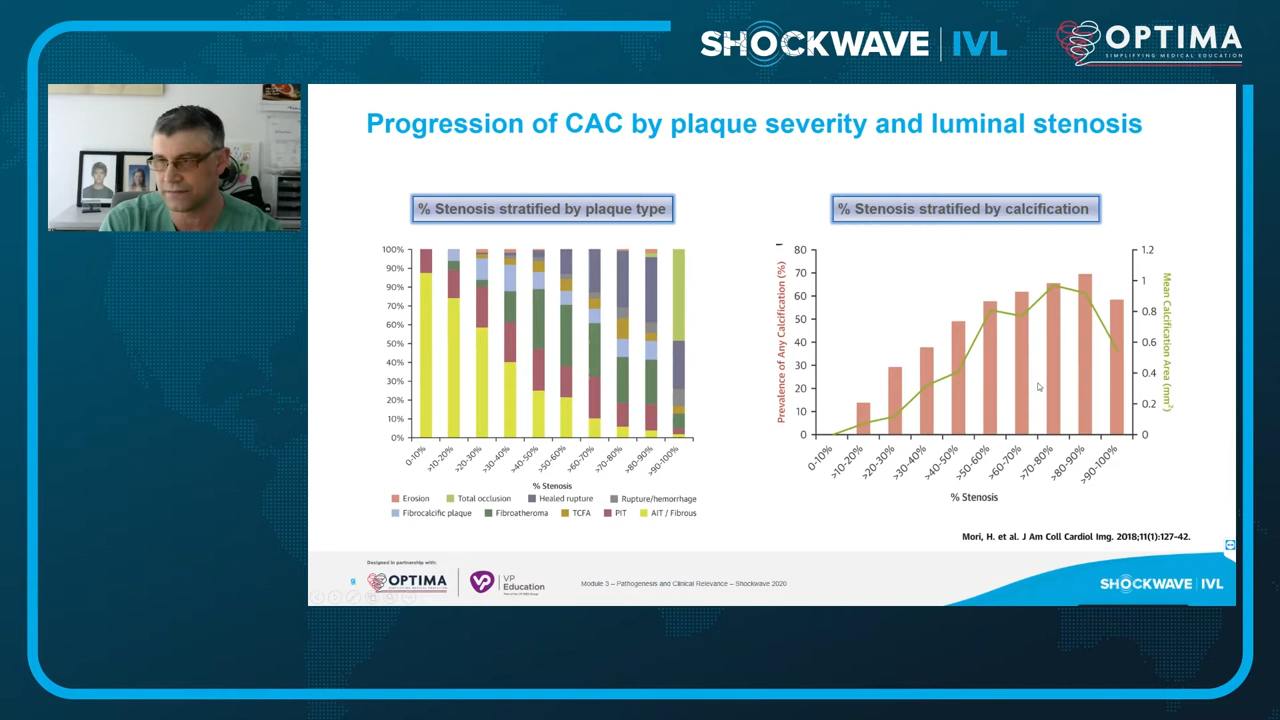 SHOCKWAVE | IVL
OPTIMA
SIMPLIFYING MEDICAL EDUCATION
Progression of CAC by plaque severity and luminal stenosis
% Stenosis stratified by plaque type
100%
90%
80%
70%
60%
50%
40%
30%
20%
10%
0%
0-10%
>10-20%
>20-30%
>30-40%
>40-50%
>50-60%
>60-70%
>70-80%
>80-90%
>90-100%
% Stenosis
Erosion
Total occlusion
Healed rupture
Rupture/hemorrhage
Fibrocalcific plaque
Fibroatheroma
TCFA
PIT
AIT / Fibrous
% Stenosis stratified by calcification
Prevalence of Any Calcification (%)
80
70
60
50
40
30
20
10
0
1.2
1
0.8
0.6
0.4
0.2
0
Mean Calcification Area (mm²)
0-10%
>10-20%
>20-30%
>30-40%
>40-50%
>50-60%
>60-70%
>70-80%
>80-90%
>90-100%
% Stenosis
Mori, H. et al. J Am Coll Cardiol Img. 2018;11(1):127-42.
Designed in partnership with:
9
OPTIMA
VP
Education
Module 3 – Pathogenesis and Clinical Relevance – Shockwave 2020
SHOCKWAVE | IVL